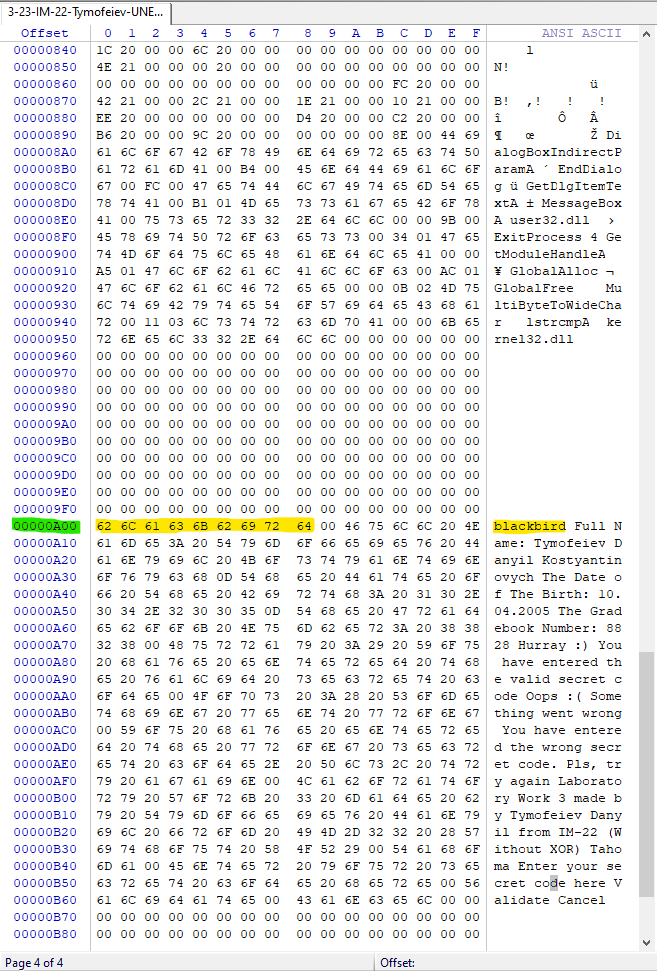 3-23-IM-22-Tymofeiev-UNE...
Offset 0 1 2 3 4 5 6 7 8 9 A B C D E F ANSI ASCII
00000840 1C 20 00 00 6C 20 00 00 00 00 00 00 00 00 00 00 l
00000850 4E 21 00 00 00 20 00 00 00 00 00 00 00 00 00 00 N!
00000860 00 00 00 00 00 00 00 00 00 00 00 00 FC 20 00 00 ü
00000870 42 21 00 00 2C 21 00 00 1E 21 00 00 10 21 00 00 B! ,! ! !
00000880 EE 20 00 00 00 00 00 00 D4 20 00 00 C2 20 00 00 î Ô Â
00000890 B6 20 00 00 9C 20 00 00 00 00 00 00 8E 00 44 69 ¶ œ Ž Di
000008A0 61 6C 6F 67 42 6F 78 49 6E 64 69 72 65 63 74 50 alogBoxIndirectP
000008B0 61 72 61 6D 41 00 B4 00 45 6E 64 44 69 61 6C 6F aramA ´ EndDialo
000008C0 67 00 FC 00 47 65 74 44 6C 67 49 74 65 6D 54 65 g ü GetDlgItemTe
000008D0 78 74 41 00 B1 01 4D 65 73 73 61 67 65 42 6F 78 xtA ± MessageBox
000008E0 41 00 75 73 65 72 33 32 2E 64 6C 6C 00 00 9B 00 A user32.dll ›
000008F0 45 78 69 74 50 72 6F 63 65 73 73 00 34 01 47 65 ExitProcess 4 Ge
00000900 74 4D 6F 64 75 6C 65 48 61 6E 64 6C 65 41 00 00 tModuleHandleA
00000910 A5 01 47 6C 6F 62 61 6C 41 6C 6C 6F 63 00 AC 01 ¥ GlobalAlloc ¬
00000920 47 6C 6F 62 61 6C 46 72 65 65 00 00 0B 02 4D 75 GlobalFree Mu
00000930 6C 74 69 42 79 74 65 54 6F 57 69 64 65 43 68 61 ltiByteToWideCha
00000940 72 00 11 03 6C 73 74 72 63 6D 70 41 00 00 6B 65 r lstrcmpA ke
00000950 72 6E 65 6C 33 32 2E 64 6C 6C 00 00 00 00 00 00 rnel32.dll
00000960 00 00 00 00 00 00 00 00 00 00 00 00 00 00 00 00
00000970 00 00 00 00 00 00 00 00 00 00 00 00 00 00 00 00
00000980 00 00 00 00 00 00 00 00 00 00 00 00 00 00 00 00
00000990 00 00 00 00 00 00 00 00 00 00 00 00 00 00 00 00
000009A0 00 00 00 00 00 00 00 00 00 00 00 00 00 00 00 00
000009B0 00 00 00 00 00 00 00 00 00 00 00 00 00 00 00 00
000009C0 00 00 00 00 00 00 00 00 00 00 00 00 00 00 00 00
000009D0 00 00 00 00 00 00 00 00 00 00 00 00 00 00 00 00
000009E0 00 00 00 00 00 00 00 00 00 00 00 00 00 00 00 00
000009F0 00 00 00 00 00 00 00 00 00 00 00 00 00 00 00 00
00000A00 62 6C 61 63 6B 62 69 72 64 00 46 75 6C 6C 20 4E blackbird Full N
00000A10 61 6D 65 3A 20 54 79 6D 6F 66 65 69 65 76 20 44 ame: Tymofeiev D
00000A20 61 6E 79 69 6C 20 4B 6F 73 74 79 61 6E 74 69 6E anyil Kostyantin
00000A30 6F 76 79 63 68 0D 54 68 65 20 44 61 74 65 20 6F ovych The Date o
00000A40 66 20 54 68 65 20 42 69 72 74 68 3A 20 31 30 2E f The Birth: 10.
00000A50 30 34 2E 32 30 30 35 0D 54 68 65 20 47 72 61 64 04.2005 The Grad
00000A60 65 62 6F 6F 6B 20 4E 75 6D 62 65 72 3A 20 38 38 ebook Number: 88
00000A70 32 38 00 48 75 72 72 61 79 20 3A 29 20 59 6F 75 28 Hurray :) You
00000A80 20 68 61 76 65 20 65 6E 74 65 72 65 64 20 74 68 have entered th
00000A90 65 20 76 61 6C 69 64 20 73 65 63 72 65 74 20 63 e valid secret c
00000AA0 6F 64 65 00 4F 6F 70 73 20 3A 28 20 53 6F 6D 65 ode Oops :( Some
00000AB0 74 68 69 6E 67 20 77 65 6E 74 20 77 72 6F 6E 67 thing went wrong
00000AC0 00 59 6F 75 20 68 61 76 65 20 65 6E 74 65 72 65 You have entere
00000AD0 64 20 74 68 65 20 77 72 6F 6E 67 20 73 65 63 72 d the wrong secr
00000AE0 65 74 20 63 6F 64 65 2E 20 50 6C 73 2C 20 74 72 et code. Pls, tr
00000AF0 79 20 61 67 61 69 6E 00 4C 61 62 6F 72 61 74 6F y again Laborato
00000B00 72 79 20 57 6F 72 6B 20 33 20 6D 61 64 65 20 62 ry Work 3 made b
00000B10 79 20 54 79 6D 6F 66 65 69 65 76 20 44 61 6E 79 y Tymofeiev Dany
00000B20 69 6C 20 66 72 6F 6D 20 49 4D 2D 32 32 20 28 57 il from IM-22 (W
00000B30 69 74 68 6F 75 74 20 58 4F 52 29 00 54 61 68 6F ithout XOR) Taho
00000B40 6D 61 00 45 6E 74 65 72 20 79 6F 75 72 20 73 65 ma Enter your se
00000B50 63 72 65 74 20 63 6F 64 65 20 68 65 72 65 00 56 cret code here V
00000B60 61 6C 69 64 61 74 65 00 43 61 6E 63 65 6C 00 00 alidate Cancel
00000B70 00 00 00 00 00 00 00 00 00 00 00 00 00 00 00 00
00000B80 00 00 00 00 00 00 00 00 00 00 00 00 00 00 00 00
Page 4 of 4 Offset: